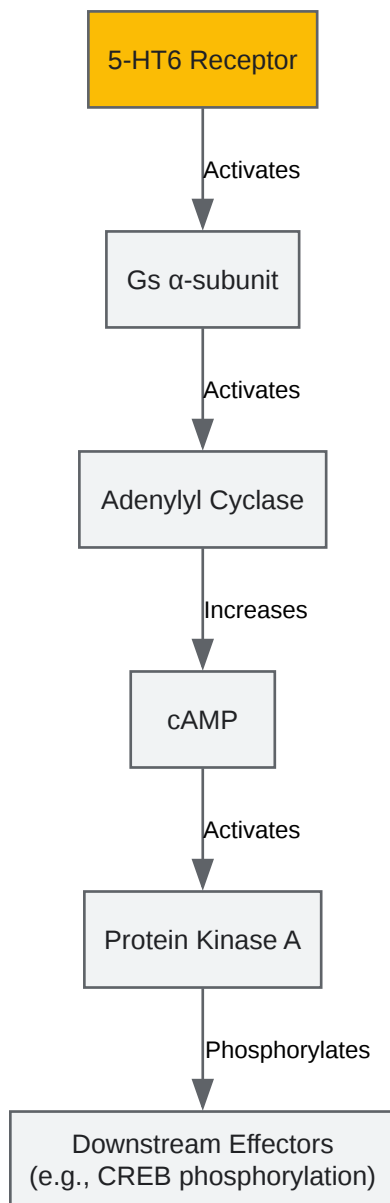 5-HT6 Receptor
Activates
Gs α-subunit
Activates
Adenylyl Cyclase
Increases
cAMP
Activates
Protein Kinase A
Phosphorylates
Downstream Effectors
(e.g., CREB phosphorylation)